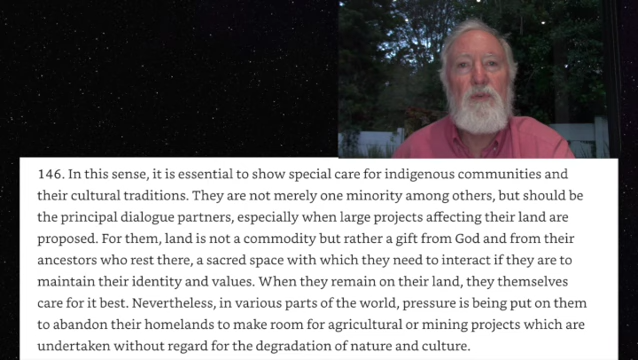 146. In this sense, it is essential to show special care for indigenous communities and
their cultural traditions. They are not merely one minority among others, but should be
the principal dialogue partners, especially when large projects affecting their land are
proposed. For them, land is not a commodity but rather a gift from God and from their
ancestors who rest there, a sacred space with which they need to interact if they are to
maintain their identity and values. When they remain on their land, they themselves
care for it best. Nevertheless, in various parts of the world, pressure is being put on them
to abandon their homelands to make room for agricultural or mining projects which are
undertaken without regard for the degradation of nature and culture.